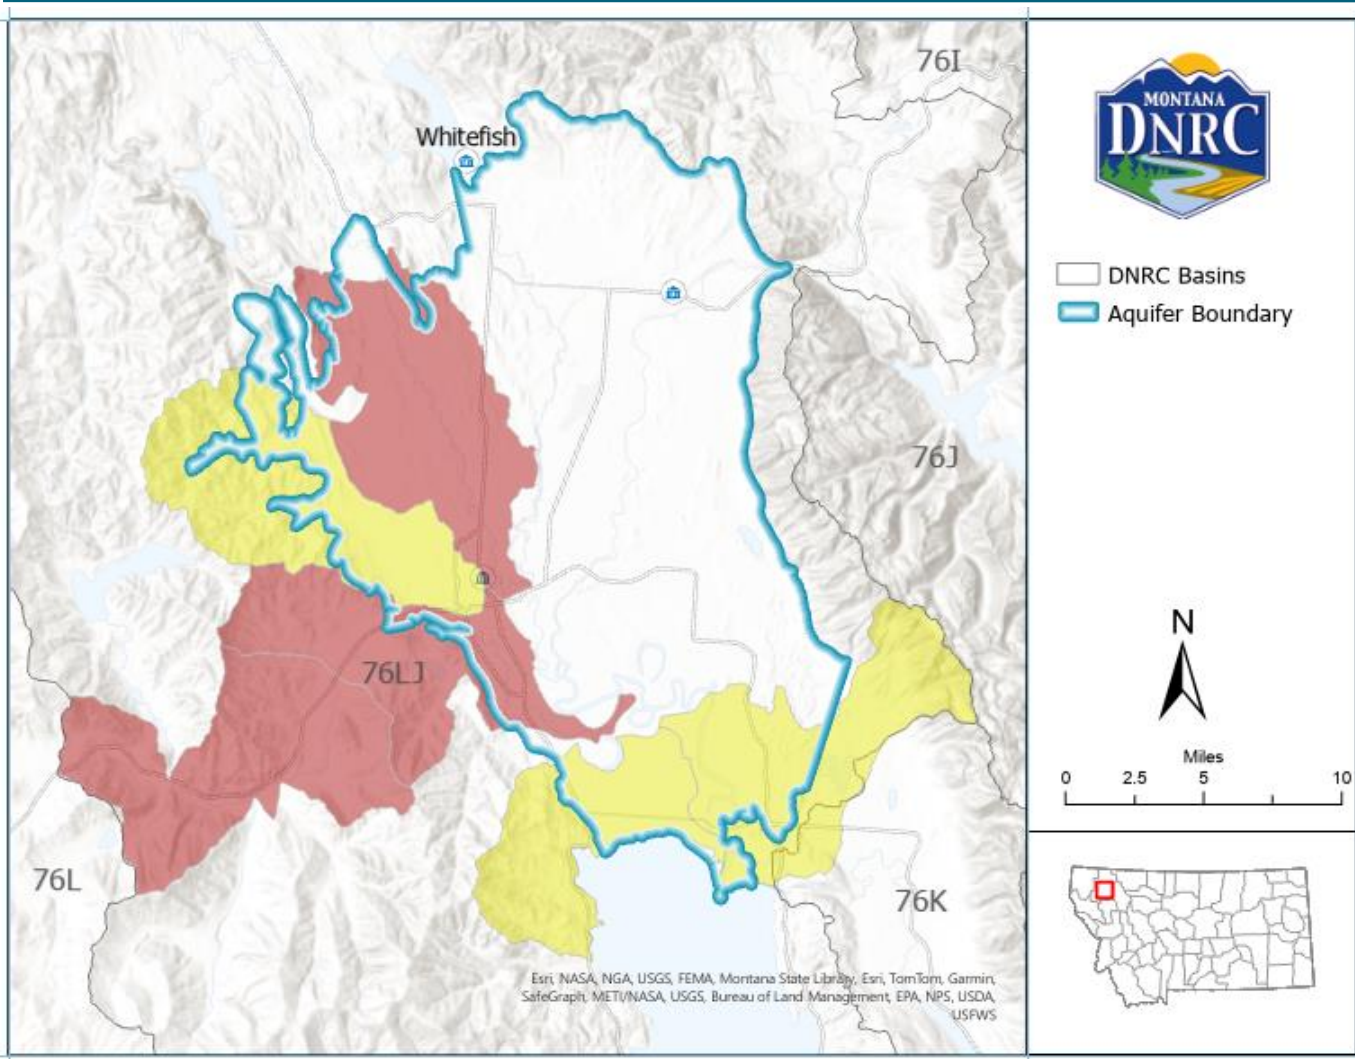 76I
Whitefish
76J
76LJ
76L
76K
Esri, NASA, NGA, USGS, FEMA, Montana State Library, Esri, TomTom, Garmin,
SafeGraph, METI/NASA, USGS, Bureau of Land Management, EPA, NPS, USDA,
USFWS
MONTANA
DNRC
DNRC Basins
Aquifer Boundary
N
Miles
0 2.5 5 10